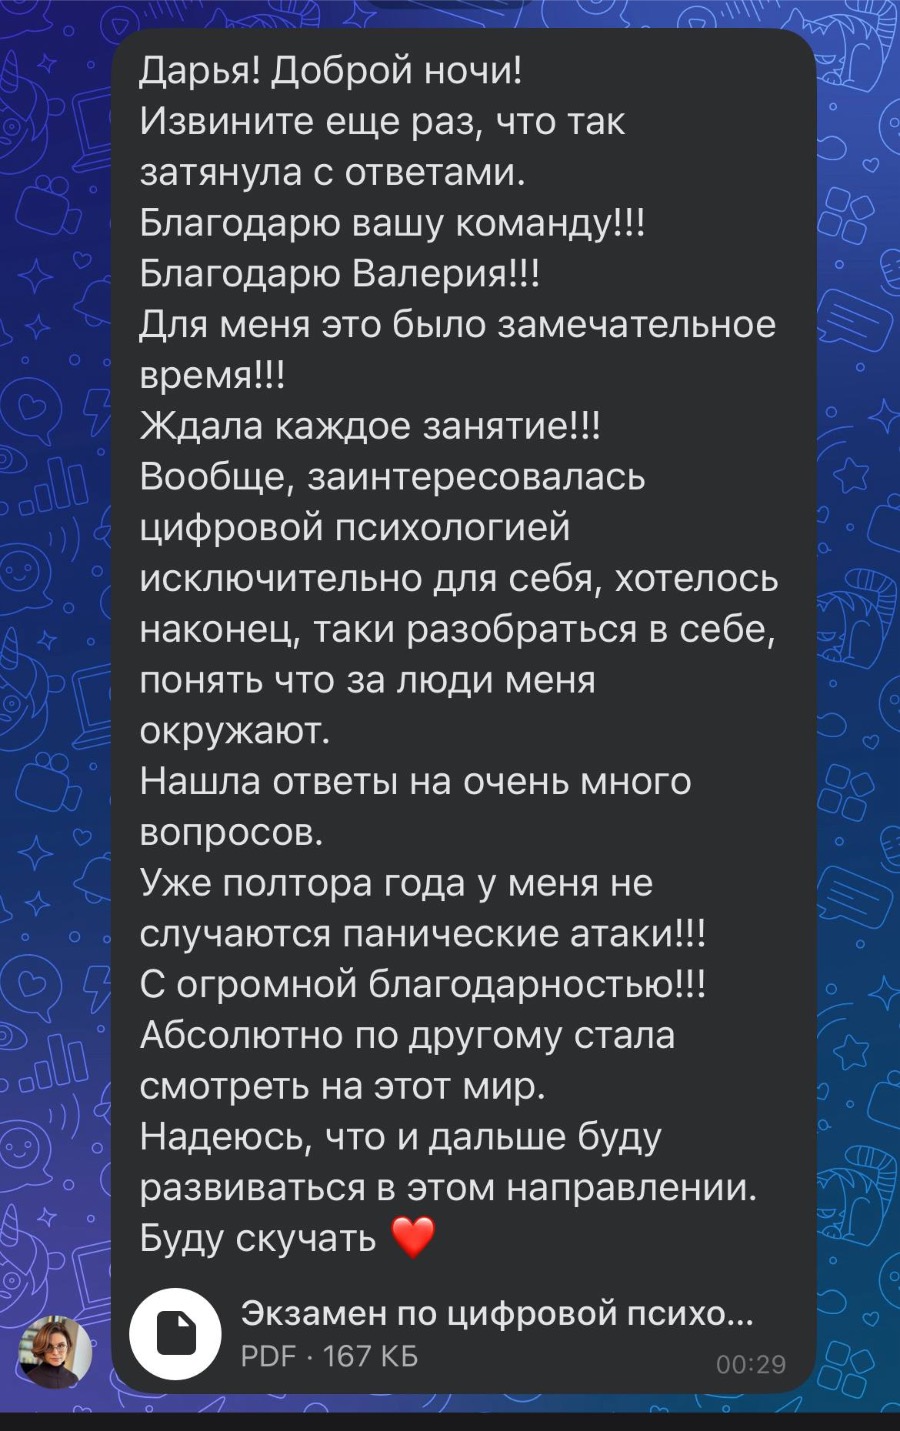 Дарья! Доброй ночи!
Извините еще раз, что так
затянула с ответами.
Благодарю вашу команду!!!
Благодарю Валерия!!!
Для меня это было замечательное
время!!!
Ждала каждое занятие!!!
Вообще, заинтересовалась
цифровой психологией
исключительно для себя, хотелось
наконец, таки разобраться в себе,
понять что за люди меня
окружают.
Нашла ответы на очень много
вопросов.
Уже полтора года у меня не
случаются панические атаки!!!
С огромной благодарностью!!!
Абсолютно по другому стала
смотреть на этот мир.
Надеюсь, что и дальше буду
развиваться в этом направлении.
Буду скучать ❤️
Экзамен по цифровой психо...
PDF · 167 КБ
00:29